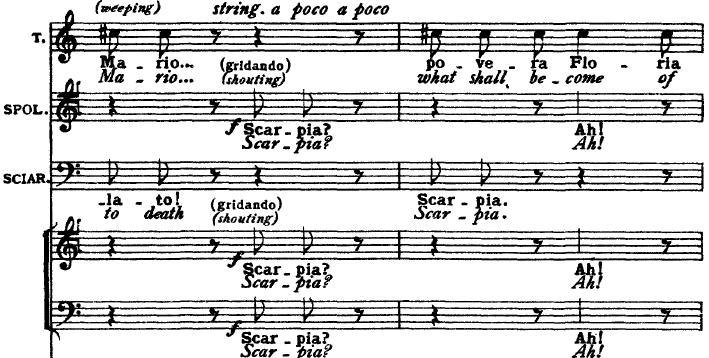 (weeping) string. a poco a poco
T.
Ma - rio... (gridando) po - ve - ra Flo - ria
Ma - rio... (shouting) what shall be - come of
SPOL.
f Scar - pia? Ah!
Scar - pia? Ah!
SCIAR.
-la - to! (gridando) Scar - pia.
to death (shouting) Scar - pia.
f Scar - pia? Ah!
Scar - pia? Ah!
f Scar - pia? Ah!
Scar - pia? Ah!